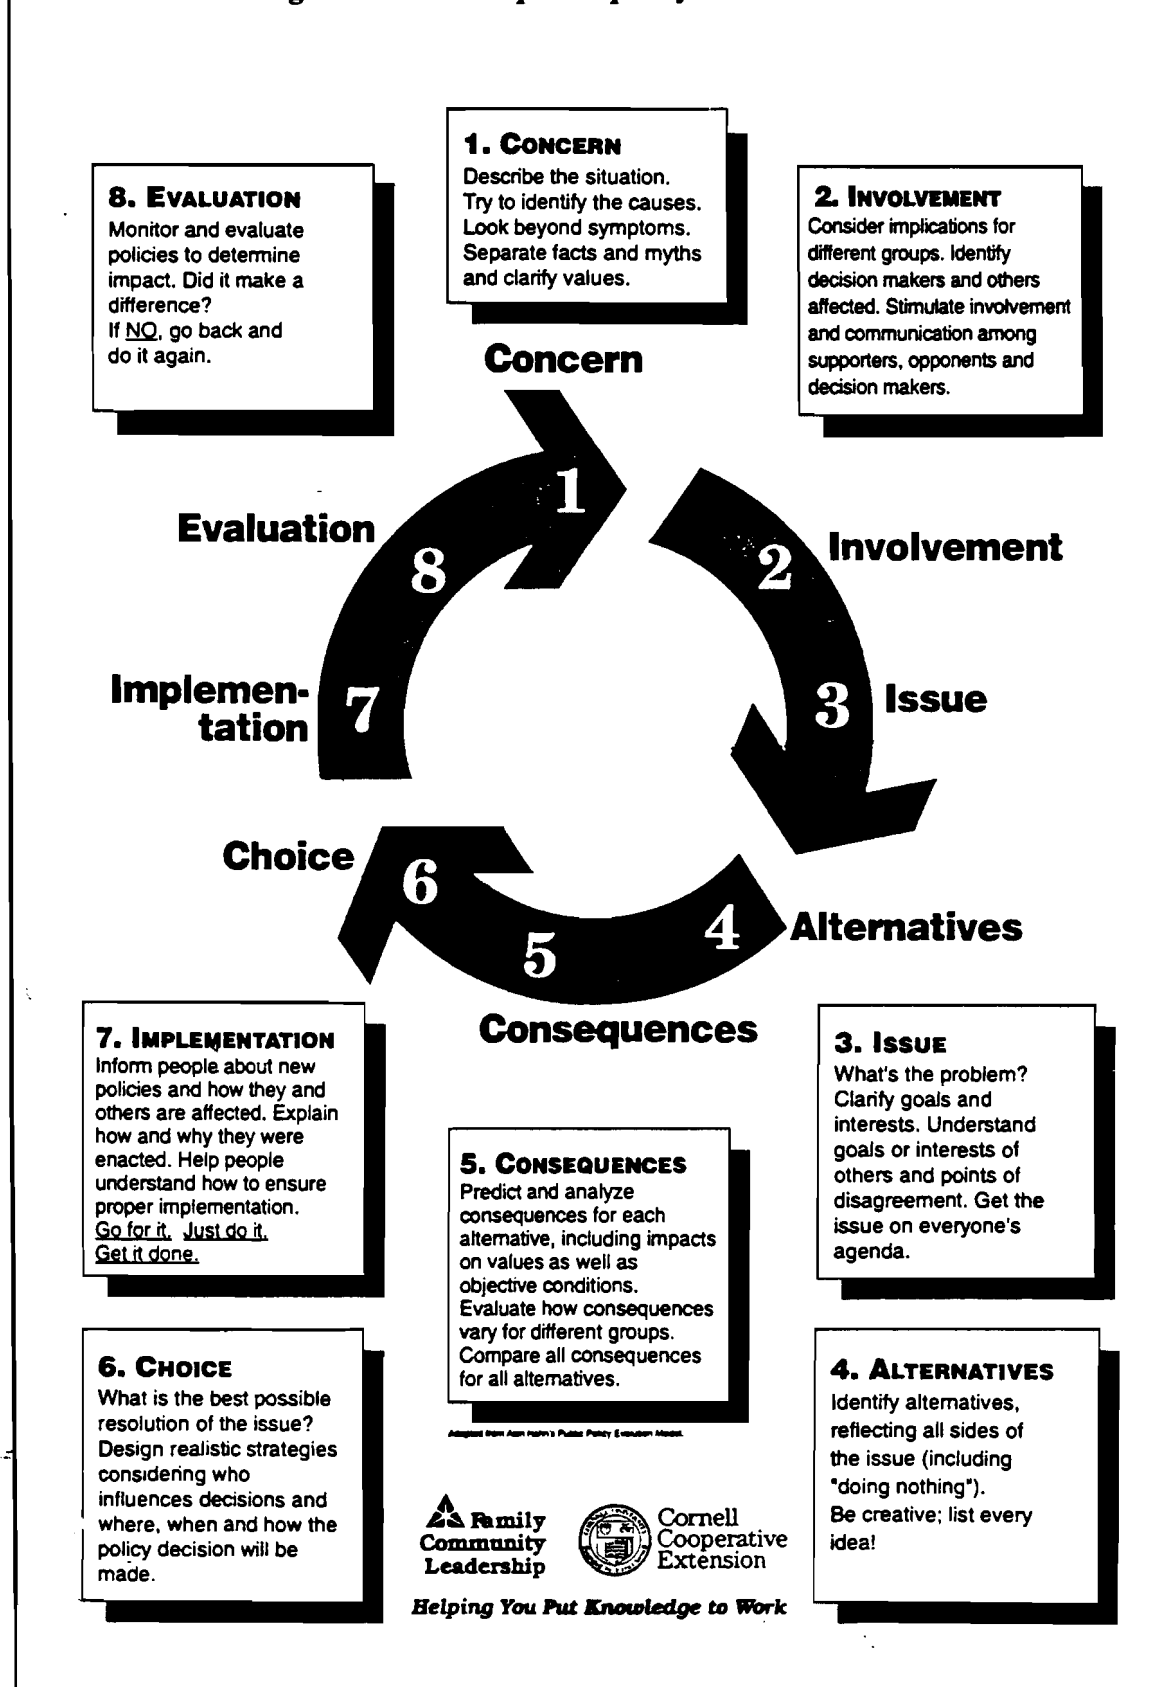 1. CONCERN
Describe the situation.
Try to identify the causes.
Look beyond symptoms.
Separate facts and myths
and clarify values.
8. EVALUATION
Monitor and evaluate
policies to determine
impact. Did it make a
difference?
If NO, go back and
do it again.
2. INVOLVEMENT
Consider implications for
different groups. Identify
decision makers and others
affected. Stimulate involvement
and communication among
supporters, opponents and
decision makers.
Concern
1
Evaluation
8
2
Involvement
Implemen-
tation
7
3
Issue
Choice
6
5
4
Alternatives
Consequences
7. IMPLEMENTATION
Inform people about new
policies and how they and
others are affected. Explain
how and why they were
enacted. Help people
understand how to ensure
proper implementation.
Go for it. Just do it.
Get it done.
3. ISSUE
What's the problem?
Clarify goals and
interests. Understand
goals or interests of
others and points of
disagreement. Get the
issue on everyone's
agenda.
5. CONSEQUENCES
Predict and analyze
consequences for each
alternative, including impacts
on values as well as
objective conditions.
Evaluate how consequences
vary for different groups.
Compare all consequences
for all alternatives.
6. CHOICE
What is the best possible
resolution of the issue?
Design realistic strategies
considering who
influences decisions and
where, when and how the
policy decision will be
made.
4. ALTERNATIVES
Identify alternatives,
reflecting all sides of
the issue (including
"doing nothing").
Be creative; list every
idea!
Adapted from Hahn's Public Policy Evolution Model.
Family
Community
Leadership
Cornell
Cooperative
Extension
Helping You Put Knowledge to Work